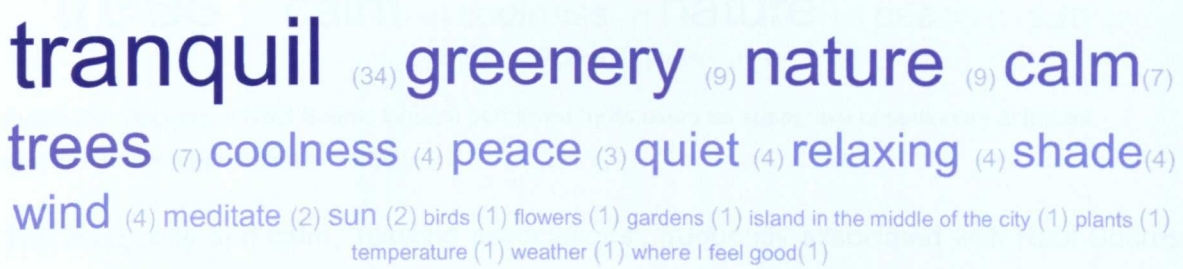 tranquil (34) greenery (9) nature (9) calm(7)
trees (7) coolness (4) peace (3) quiet (4) relaxing (4) shade(4)
wind (4) meditate (2) sun (2) birds (1) flowers (1) gardens (1) island in the middle of the city (1) plants (1)
temperature (1) weather (1) where I feel good(1)